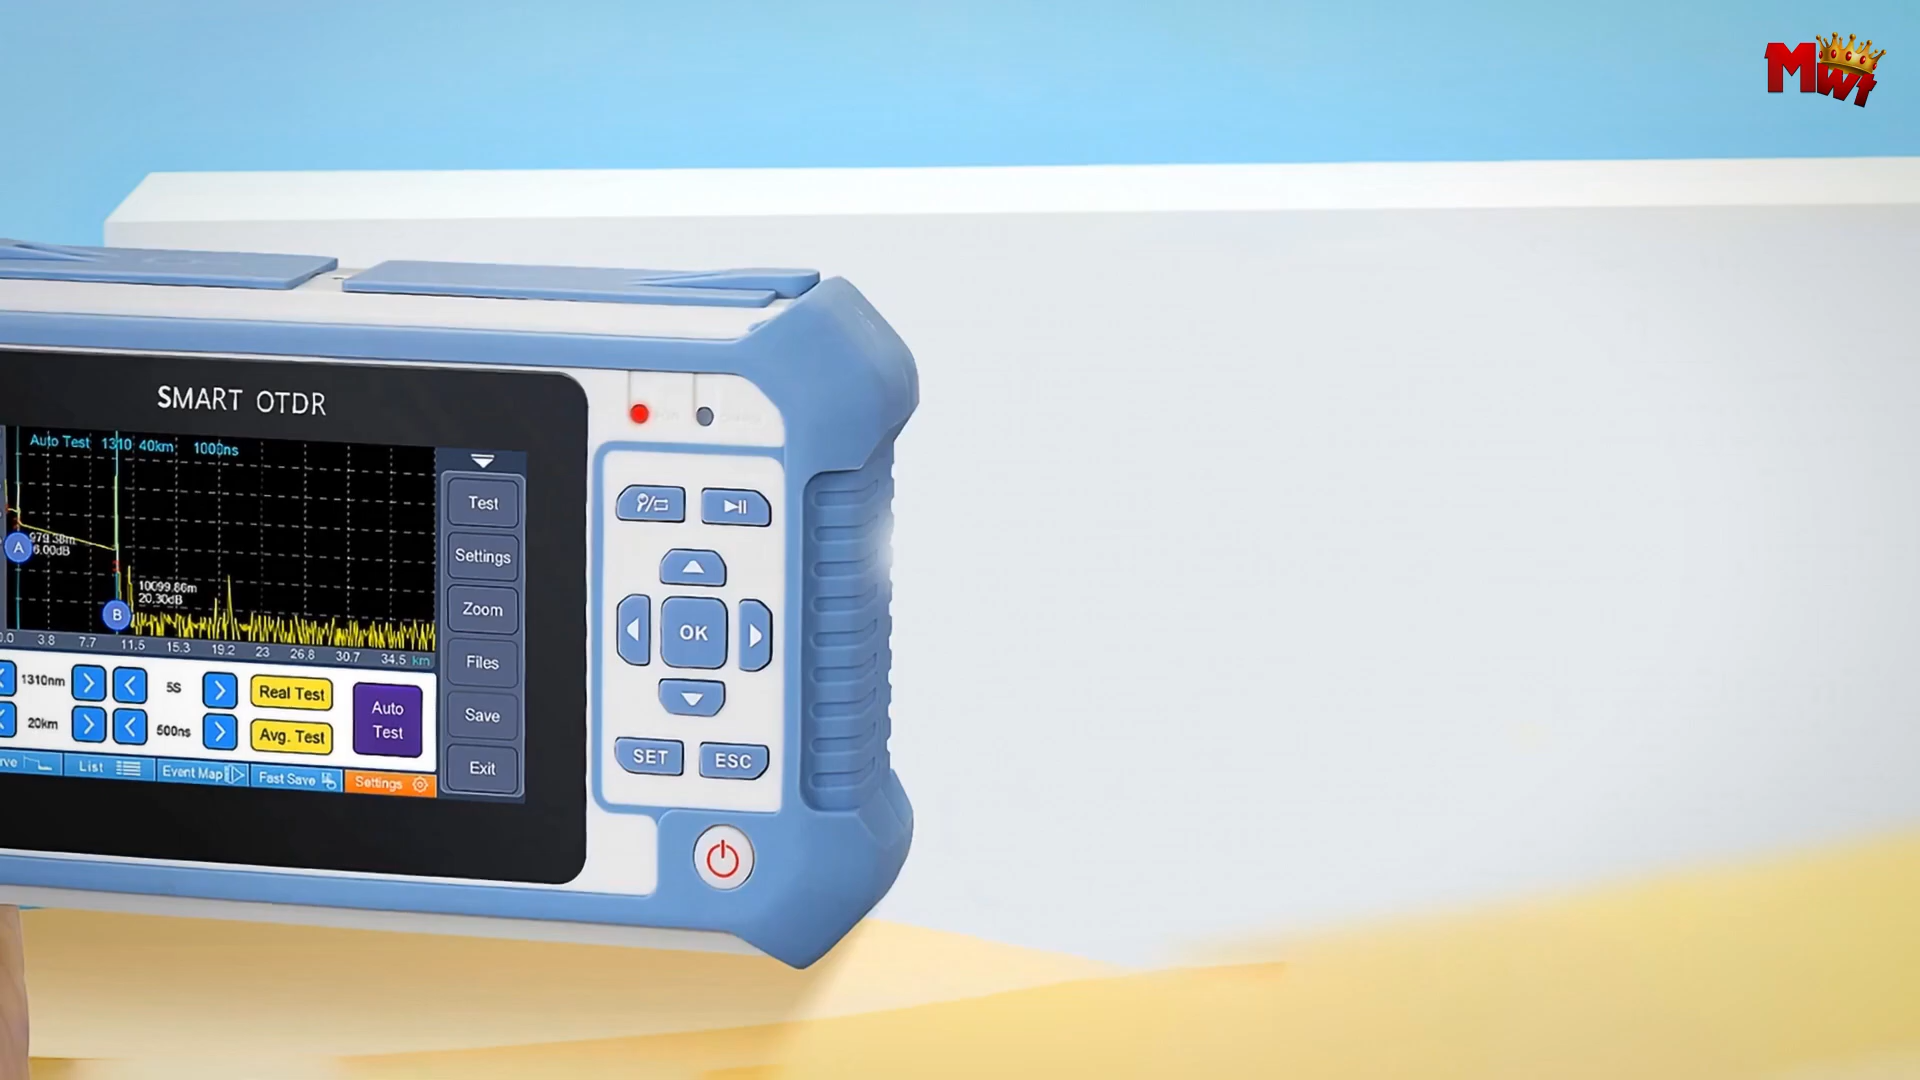 Mwt
SMART OTDR
Auto Test 1310 40km 1000ns
979.38m
6.00dB
A
10099.86m
20.30dB
B
0.0 3.8 7.7 11.5 15.3 19.2 23 26.8 30.7 34.5 km
1310nm 5S Real Test
20km 500ns Avg. Test
Auto
Test
List Event Map Fast Save Settings
Test
Settings
Zoom
Files
Save
Exit
OK
SET ESC